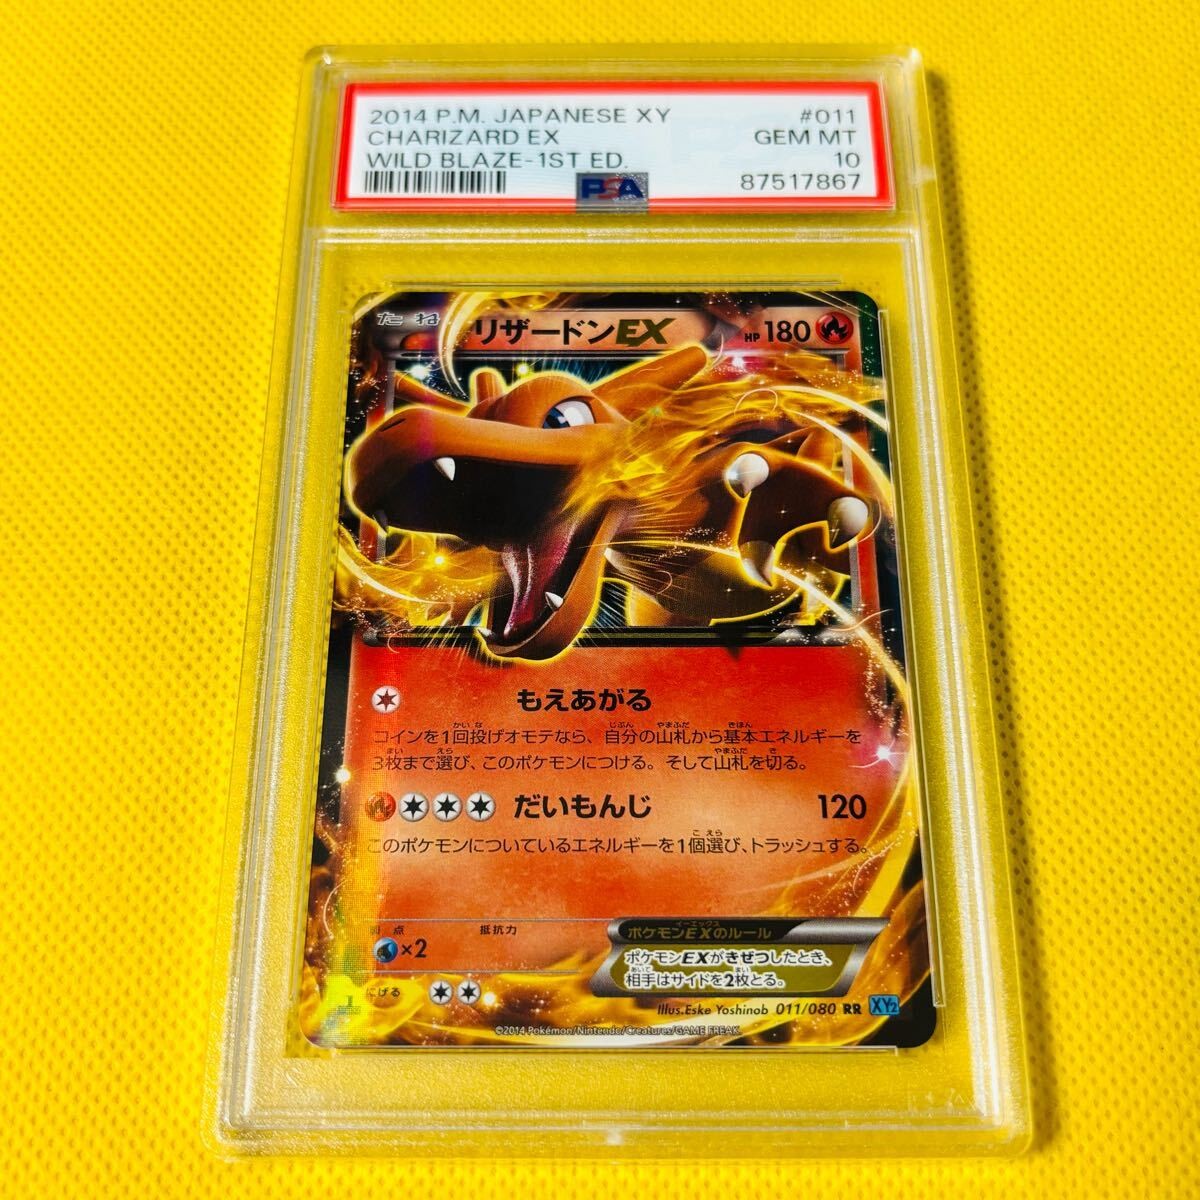 2014 P.M. JAPANESE XY #011
CHARIZARD EX GEM MT
WILD BLAZE-1ST ED. 10
PSA 87517867
たね リザードンEX HP180
もえあがる
コインを1回投げオモテなら、自分の山札から基本エネルギーを
3枚まで選び、このポケモンにつける。そして山札を切る。
だいもんじ 120
このポケモンについているエネルギーを1個選び、トラッシュする。
弱点 ×2 抵抗力
にげる
ポケモンEXのルール
ポケモンEXがきぜつしたとき、
相手はサイドを2枚とる。
Illus.Eske Yoshinob 011/080 RR XY2
©2014 Pokémon/Nintendo/Creatures/GAME FREAK.